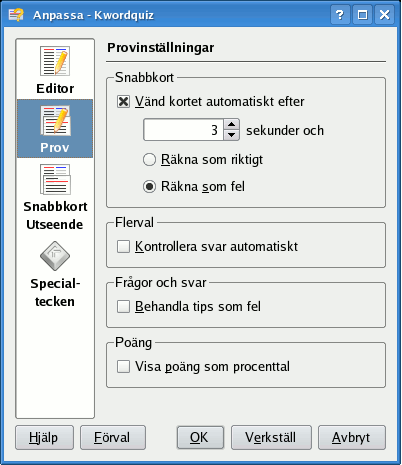 Anpassa - Kwordquiz
Editor
Prov
Snabbkort
Utseende
Special-
tecken
Provinställningar
Snabbkort
Vänd kortet automatiskt efter
3 sekunder och
Räkna som riktigt
Räkna som fel
Flerval
Kontrollera svar automatiskt
Frågor och svar
Behandla tips som fel
Poäng
Visa poäng som procenttal
Hjälp Förval OK Verkställ Avbryt